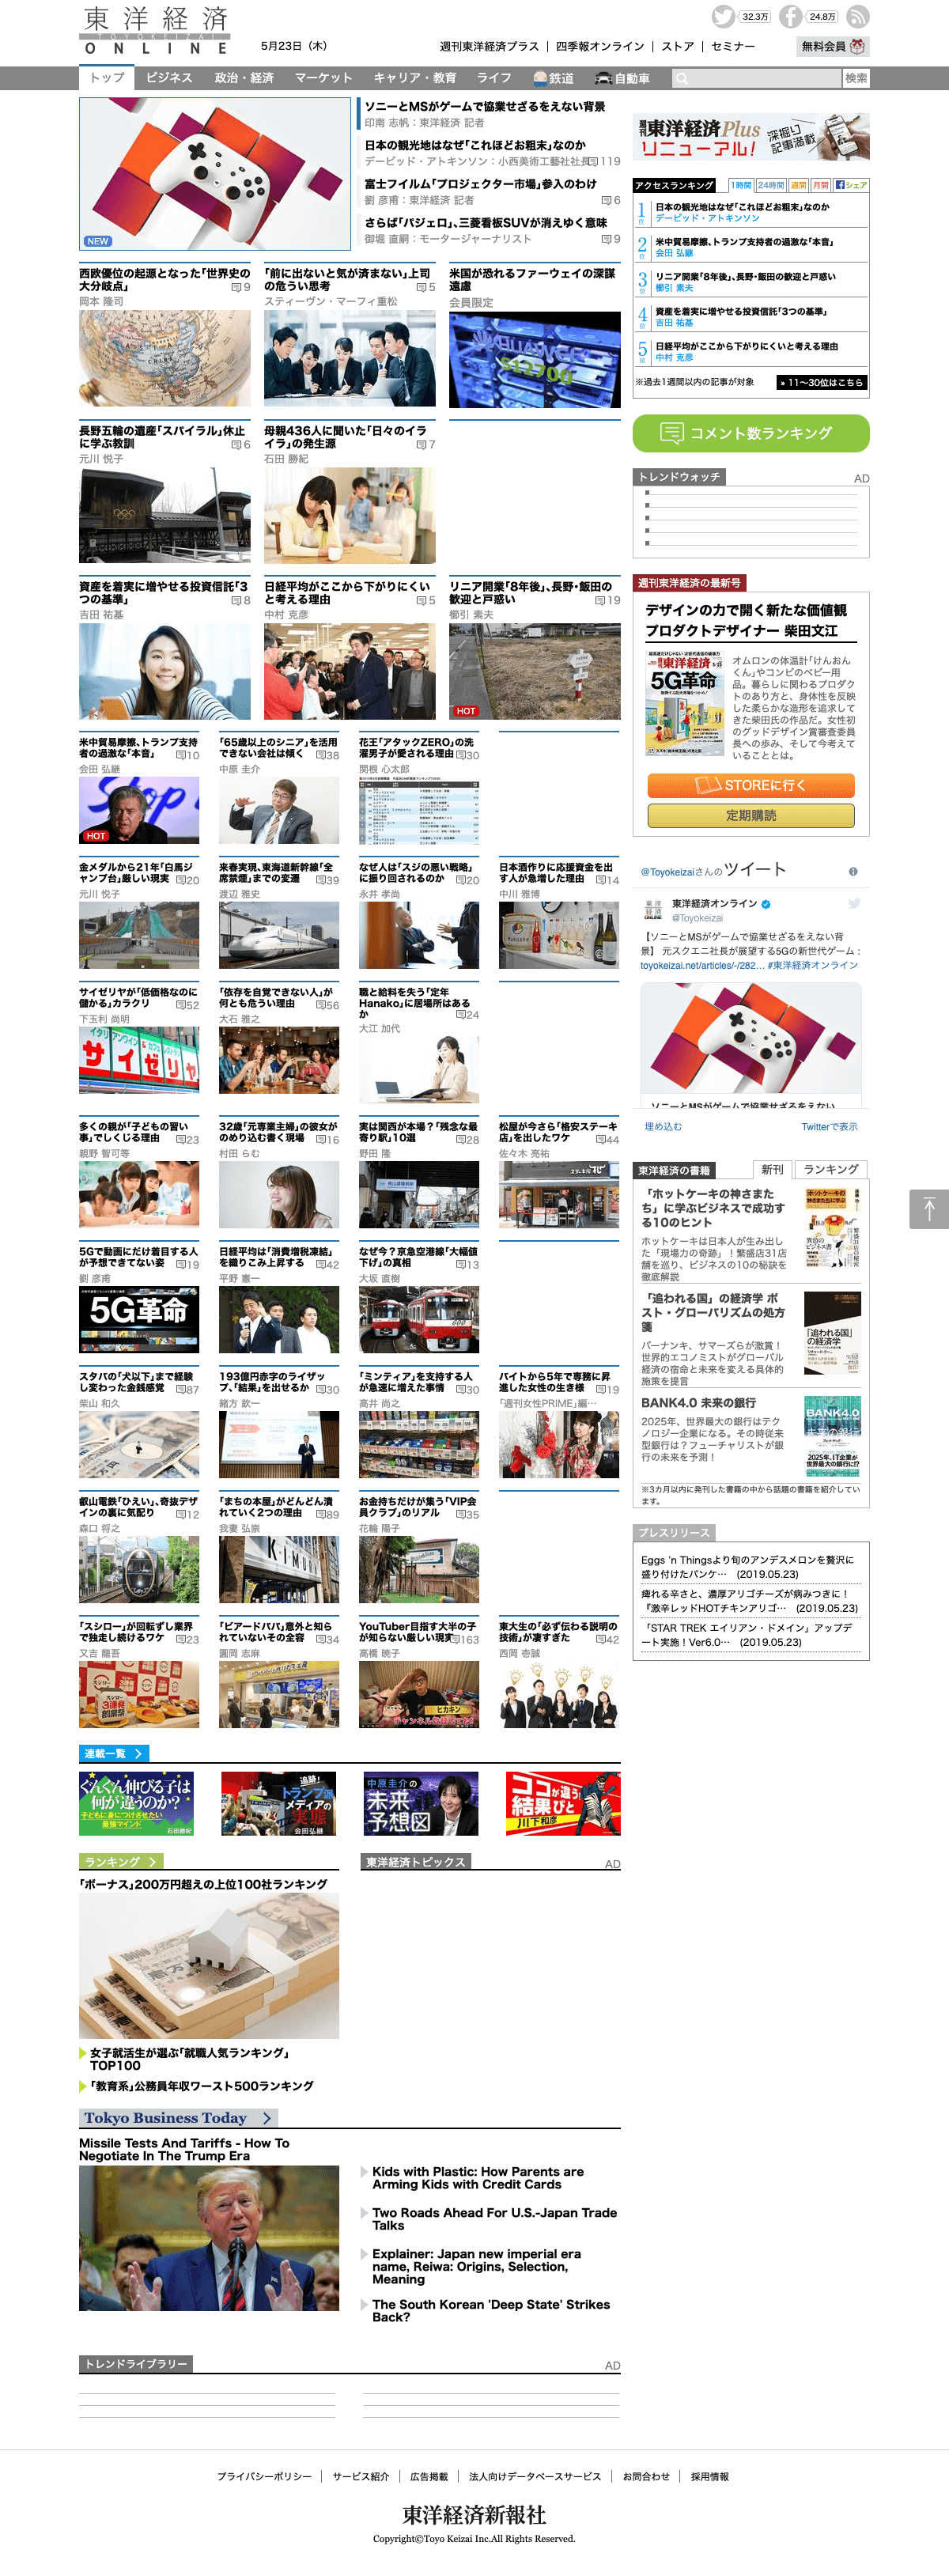 東洋経済
TOYOKEIZAI
ONLINE
5月23日（木）
32.3万
24.8万
週刊東洋経済プラス
四季報オンライン
ストア
セミナー
無料会員
トップ
ビジネス
政治・経済
マーケット
キャリア・教育
ライフ
鉄道
自動車
検索
NEW
ソニーとMSがゲームで協業せざるをえない背景
印南 志帆：東洋経済 記者
日本の観光地はなぜ｢これほどお粗末｣なのか
デービッド・アトキンソン：小西美術工藝社社長
119
富士フイルム｢プロジェクター市場｣参入のわけ
劉 彦甫：東洋経済 記者
6
さらば｢パジェロ｣､三菱看板SUVが消えゆく意味
御堀 直嗣：モータージャーナリスト
9
西欧優位の起源となった｢世界史の
大分岐点｣
9
岡本 隆司
｢前に出ないと気が済まない｣上司
の危うい思考
5
スティーヴン・マーフィ重松
米国が恐れるファーウェイの深謀
遠慮
会員限定
長野五輪の遺産｢スパイラル｣休止
に学ぶ教訓
6
元川 悦子
母親436人に聞いた｢日々のイラ
イラ｣の発生源
7
石田 勝紀
資産を着実に増やせる投資信託｢3
つの基準｣
8
吉田 祐基
日経平均がここから下がりにくい
と考える理由
5
中村 克彦
リニア開業｢8年後｣､長野･飯田の
歓迎と戸惑い
19
櫛引 素夫
HOT
米中貿易摩擦､トランプ支持
者の過激な｢本音｣
10
会田 弘継
HOT
｢65歳以上のシニア｣を活用
できない会社は傾く
38
中原 圭介
花王｢アタックZERO｣の洗
濯男子が愛される理由
30
関根 心太郎
金メダルから21年｢白馬ジ
ャンプ台｣厳しい現実
20
元川 悦子
来春実現､東海道新幹線｢全
席禁煙｣までの変遷
39
渡辺 雅史
なぜ人は｢スジの悪い戦略｣
に振り回されるのか
20
永井 孝尚
日本酒作りに応援資金を出
す人が急増した理由
14
中川 雅博
サイゼリヤが｢低価格なのに
儲かる｣カラクリ
52
下玉利 尚明
サイゼリヤ
｢依存を自覚できない人｣が
何とも危うい理由
56
大石 雅之
職と給料を失う｢定年
Hanako｣に居場所はある
か
24
大江 加代
多くの親が｢子どもの習い
事｣でしくじる理由
23
親野 智可等
32歳｢元専業主婦｣の彼女が
のめり込む書く現場
16
村田 らむ
実は関西が本場？｢残念な最
寄り駅｣10選
28
野田 隆
松屋が今さら｢格安ステーキ
店｣を出したワケ
44
佐々木 亮祐
5Gで動画にだけ着目する人
が予想できてない姿
19
劉 彦甫
5G革命
日経平均は｢消費増税凍結｣
を織りこみ上昇する
42
平野 憲一
なぜ今？京急空港線｢大幅値
下げ｣の真相
13
大坂 直樹
スタバの｢犬以下｣まで経験
し変わった金銭感覚
87
柴山 和久
193億円赤字のライザッ
プ､｢結果｣を出せるか
30
緒方 欽一
｢ミンティア｣を支持する人
が急速に増えた事情
30
高井 尚之
バイトから5年で専務に昇
進した女性の生き様
19
｢週刊女性PRIME｣編…
叡山電鉄｢ひえい｣､奇抜デザ
インの裏に気配り
12
森口 将之
｢まちの本屋｣がどんどん潰
れていく2つの理由
89
我妻 弘崇
お金持ちだけが集う｢VIP会
員クラブ｣のリアル
35
花輪 陽子
｢スシロー｣が回転ずし業界
で独走し続けるワケ
23
又吉 龍吾
｢ビアードパパ｣意外と知ら
れていないその全容
34
圓岡 志麻
YouTuber目指す大半の子
が知らない厳しい現実
163
高橋 暁子
東大生の｢必ず伝わる説明の
技術｣が凄すぎた
42
西岡 壱誠
連載一覧
ぐんぐん伸びる子は
何が違うのか?
子どもに身につけさせたい
最強マインド
石田勝紀
追跡!
トランプ派
メディアの
実態
会田弘継
中原圭介の
未来
予想図
ココが違う
結果びと
川下和彦
ランキング
｢ボーナス｣200万円超えの上位100社ランキング
女子就活生が選ぶ｢就職人気ランキング｣
TOP100
｢教育系｣公務員年収ワースト500ランキング
東洋経済トピックス
AD
Tokyo Business Today
Missile Tests And Tariffs - How To
Negotiate In The Trump Era
Kids with Plastic: How Parents are
Arming Kids with Credit Cards
Two Roads Ahead For U.S.-Japan Trade
Talks
Explainer: Japan new imperial era
name, Reiwa: Origins, Selection,
Meaning
The South Korean 'Deep State' Strikes
Back?
トレンドライブラリー
AD
週刊東洋経済Plus
リニューアル!
深掘り
記事満載
アクセスランキング
1時間
24時間
週間
月間
シェア
1位
日本の観光地はなぜ｢これほどお粗末｣なのか
デービッド・アトキンソン
2位
米中貿易摩擦､トランプ支持者の過激な｢本音｣
会田 弘継
3位
リニア開業｢8年後｣､長野･飯田の歓迎と戸惑い
櫛引 素夫
4位
資産を着実に増やせる投資信託｢3つの基準｣
吉田 祐基
5位
日経平均がここから下がりにくいと考える理由
中村 克彦
※過去1週間以内の記事が対象
» 11〜30位はこちら
コメント数ランキング
トレンドウォッチ
AD
週刊東洋経済の最新号
デザインの力で開く新たな価値観
プロダクトデザイナー 柴田文江
東洋経済
5G革命
オムロンの体温計｢けんおん
くん｣やコンビのベビー用
品。暮らしに関わるプロダク
トのあり方と、身体性を反映
した柔らかな造形を追求して
きた柴田氏の作品だ。女性初
のグッドデザイン賞審査委員
長への歩み、そして今考えて
いることとは。
STOREに行く
定期購読
@Toyokeizaiさんのツイート
東洋経済オンライン
@Toyokeizai
【ソニーとMSがゲームで協業せざるをえない背
景】 元スクエニ社長が展望する5Gの新世代ゲーム：
toyokeizai.net/articles/-/282… #東洋経済オンライン
ソニーとMSがゲームで協業せざるをえない
埋め込む
Twitterで表示
東洋経済の書籍
新刊
ランキング
「ホットケーキの神さまた
ち」に学ぶビジネスで成功す
る10のヒント
ホットケーキは日本人が生み出し
た「現場力の奇跡」！繁盛店31店
舗を巡り、ビジネスの10の秘訣を
徹底解説
「追われる国」の経済学 ポ
スト・グローバリズムの処方
箋
バーナンキ、サマーズらが激賞！
世界的エコノミストがグローバル
経済の宿命と未来を変える具体的
施策を提言
BANK4.0 未来の銀行
2025年、世界最大の銀行はテク
ノロジー企業になる。その時従来
型銀行は？フューチャリストが銀
行の未来を予測！
※3カ月以内に発刊した書籍の中から話題の書籍を紹介してい
ます。
プレスリリース
Eggs 'n Thingsより旬のアンデスメロンを贅沢に
盛り付けたパンケ… (2019.05.23)
痺れる辛さと、濃厚アリゴチーズが病みつきに！
『激辛レッドHOTチキンアリゴ… (2019.05.23)
「STAR TREK エイリアン・ドメイン」アップデ
ート実施！Ver6.0… (2019.05.23)
プライバシーポリシー
サービス紹介
広告掲載
法人向けデータベースサービス
お問合わせ
採用情報
東洋経済新報社
Copyright©Toyo Keizai Inc.All Rights Reserved.